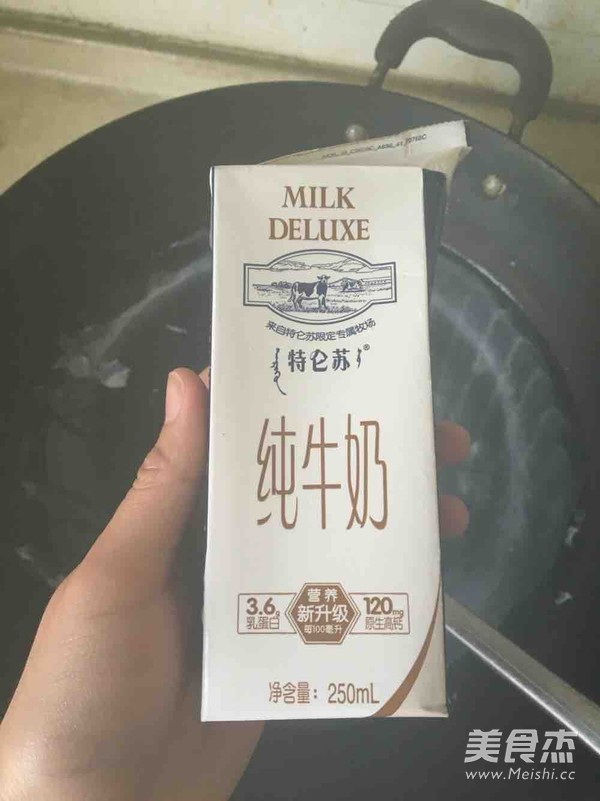 MILK
DELUXE
来自特仑苏限定专属牧场
特仑苏®
纯牛奶
3.6g
乳蛋白
营养
新升级
每100毫升
120mg
原生高钙
净含量：250mL
美食杰
www.Meishi.cc